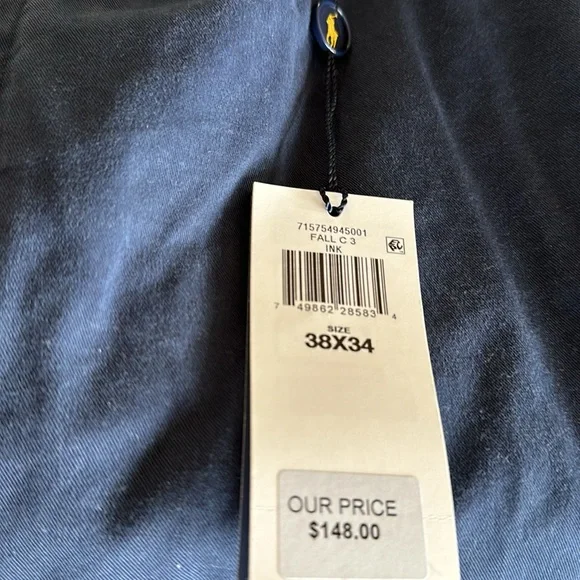 715754945001
FALL C 3
INK
7 49862 28583 4
SIZE
38X34
OUR PRICE
$148.00